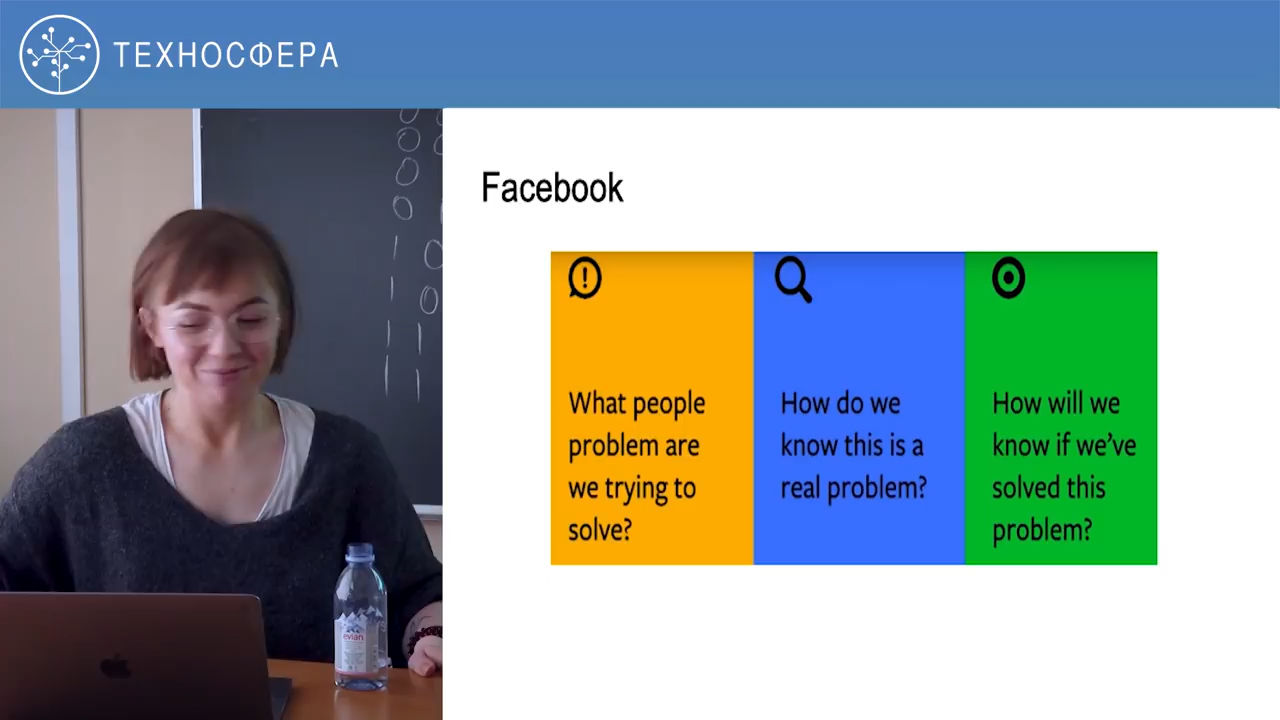 ТЕХНОСФЕРА
Facebook
What people
problem are
we trying to
solve?
How do we
know this is a
real problem?
How will we
know if we've
solved this
problem?
evian